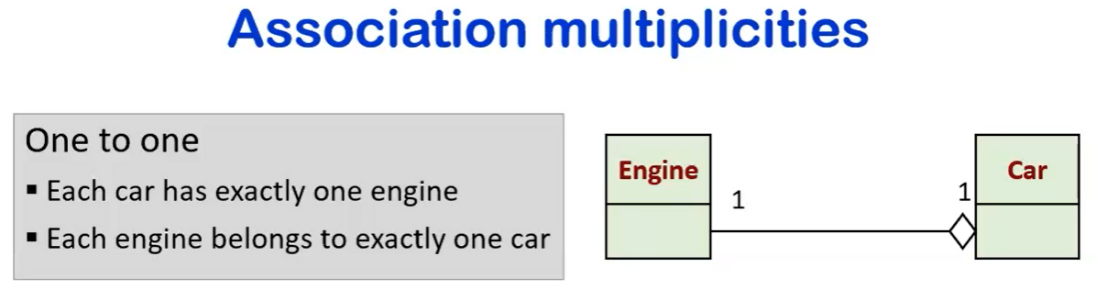 Association multiplicities
One to one
▪ Each car has exactly one engine
▪ Each engine belongs to exactly one car
Engine
1
1
Car